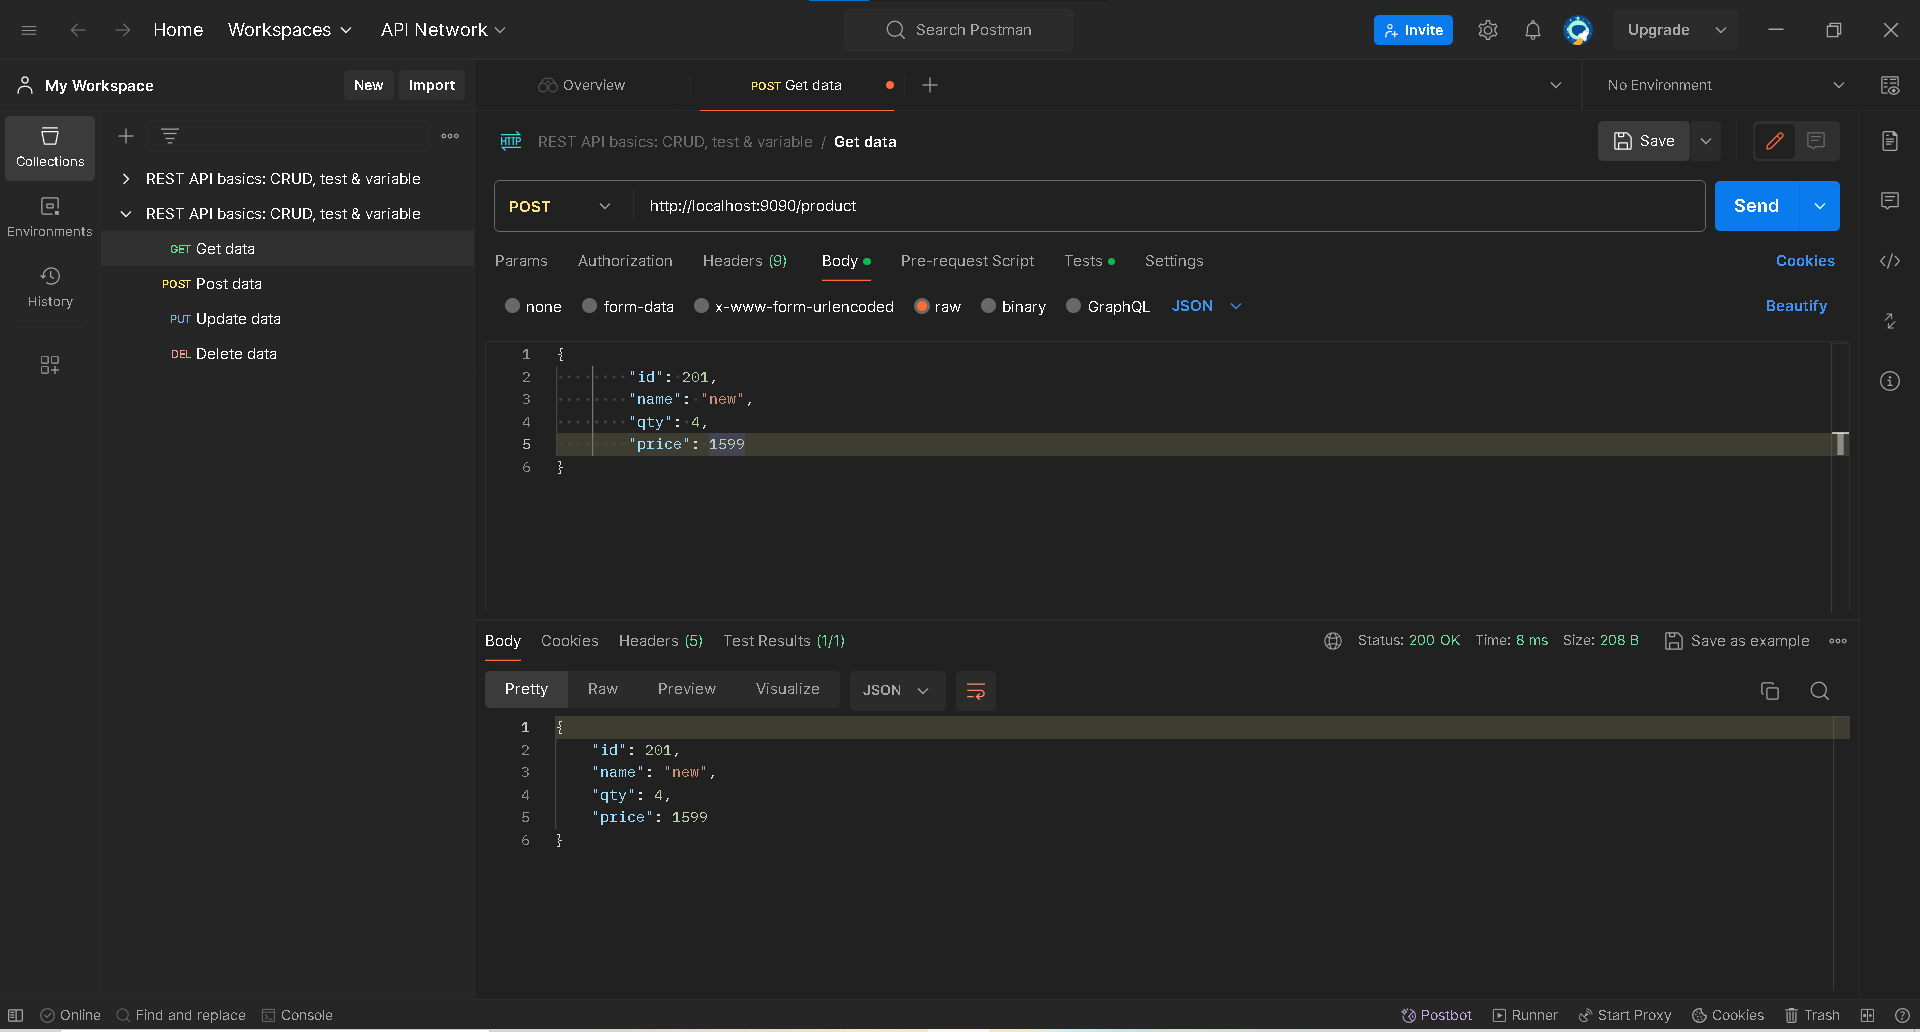 Home Workspaces API Network Search Postman Invite Upgrade
My Workspace New Import Overview POST Get data No Environment
Collections
Environments
History
REST API basics: CRUD, test & variable
REST API basics: CRUD, test & variable
GET Get data
POST Post data
PUT Update data
DEL Delete data
HTTP REST API basics: CRUD, test & variable / Get data Save
POST http://localhost:9090/product Send
Params Authorization Headers (9) Body Pre-request Script Tests Settings Cookies
none form-data x-www-form-urlencoded raw binary GraphQL JSON Beautify
1 {
2 "id": 201,
3 "name": "new",
4 "qty": 4,
5 "price": 1599
6 }
Body Cookies Headers (5) Test Results (1/1) Status: 200 OK Time: 8 ms Size: 208 B Save as example
Pretty Raw Preview Visualize JSON
1 {
2 "id": 201,
3 "name": "new",
4 "qty": 4,
5 "price": 1599
6 }
Online Find and replace Console Postbot Runner Start Proxy Cookies Trash